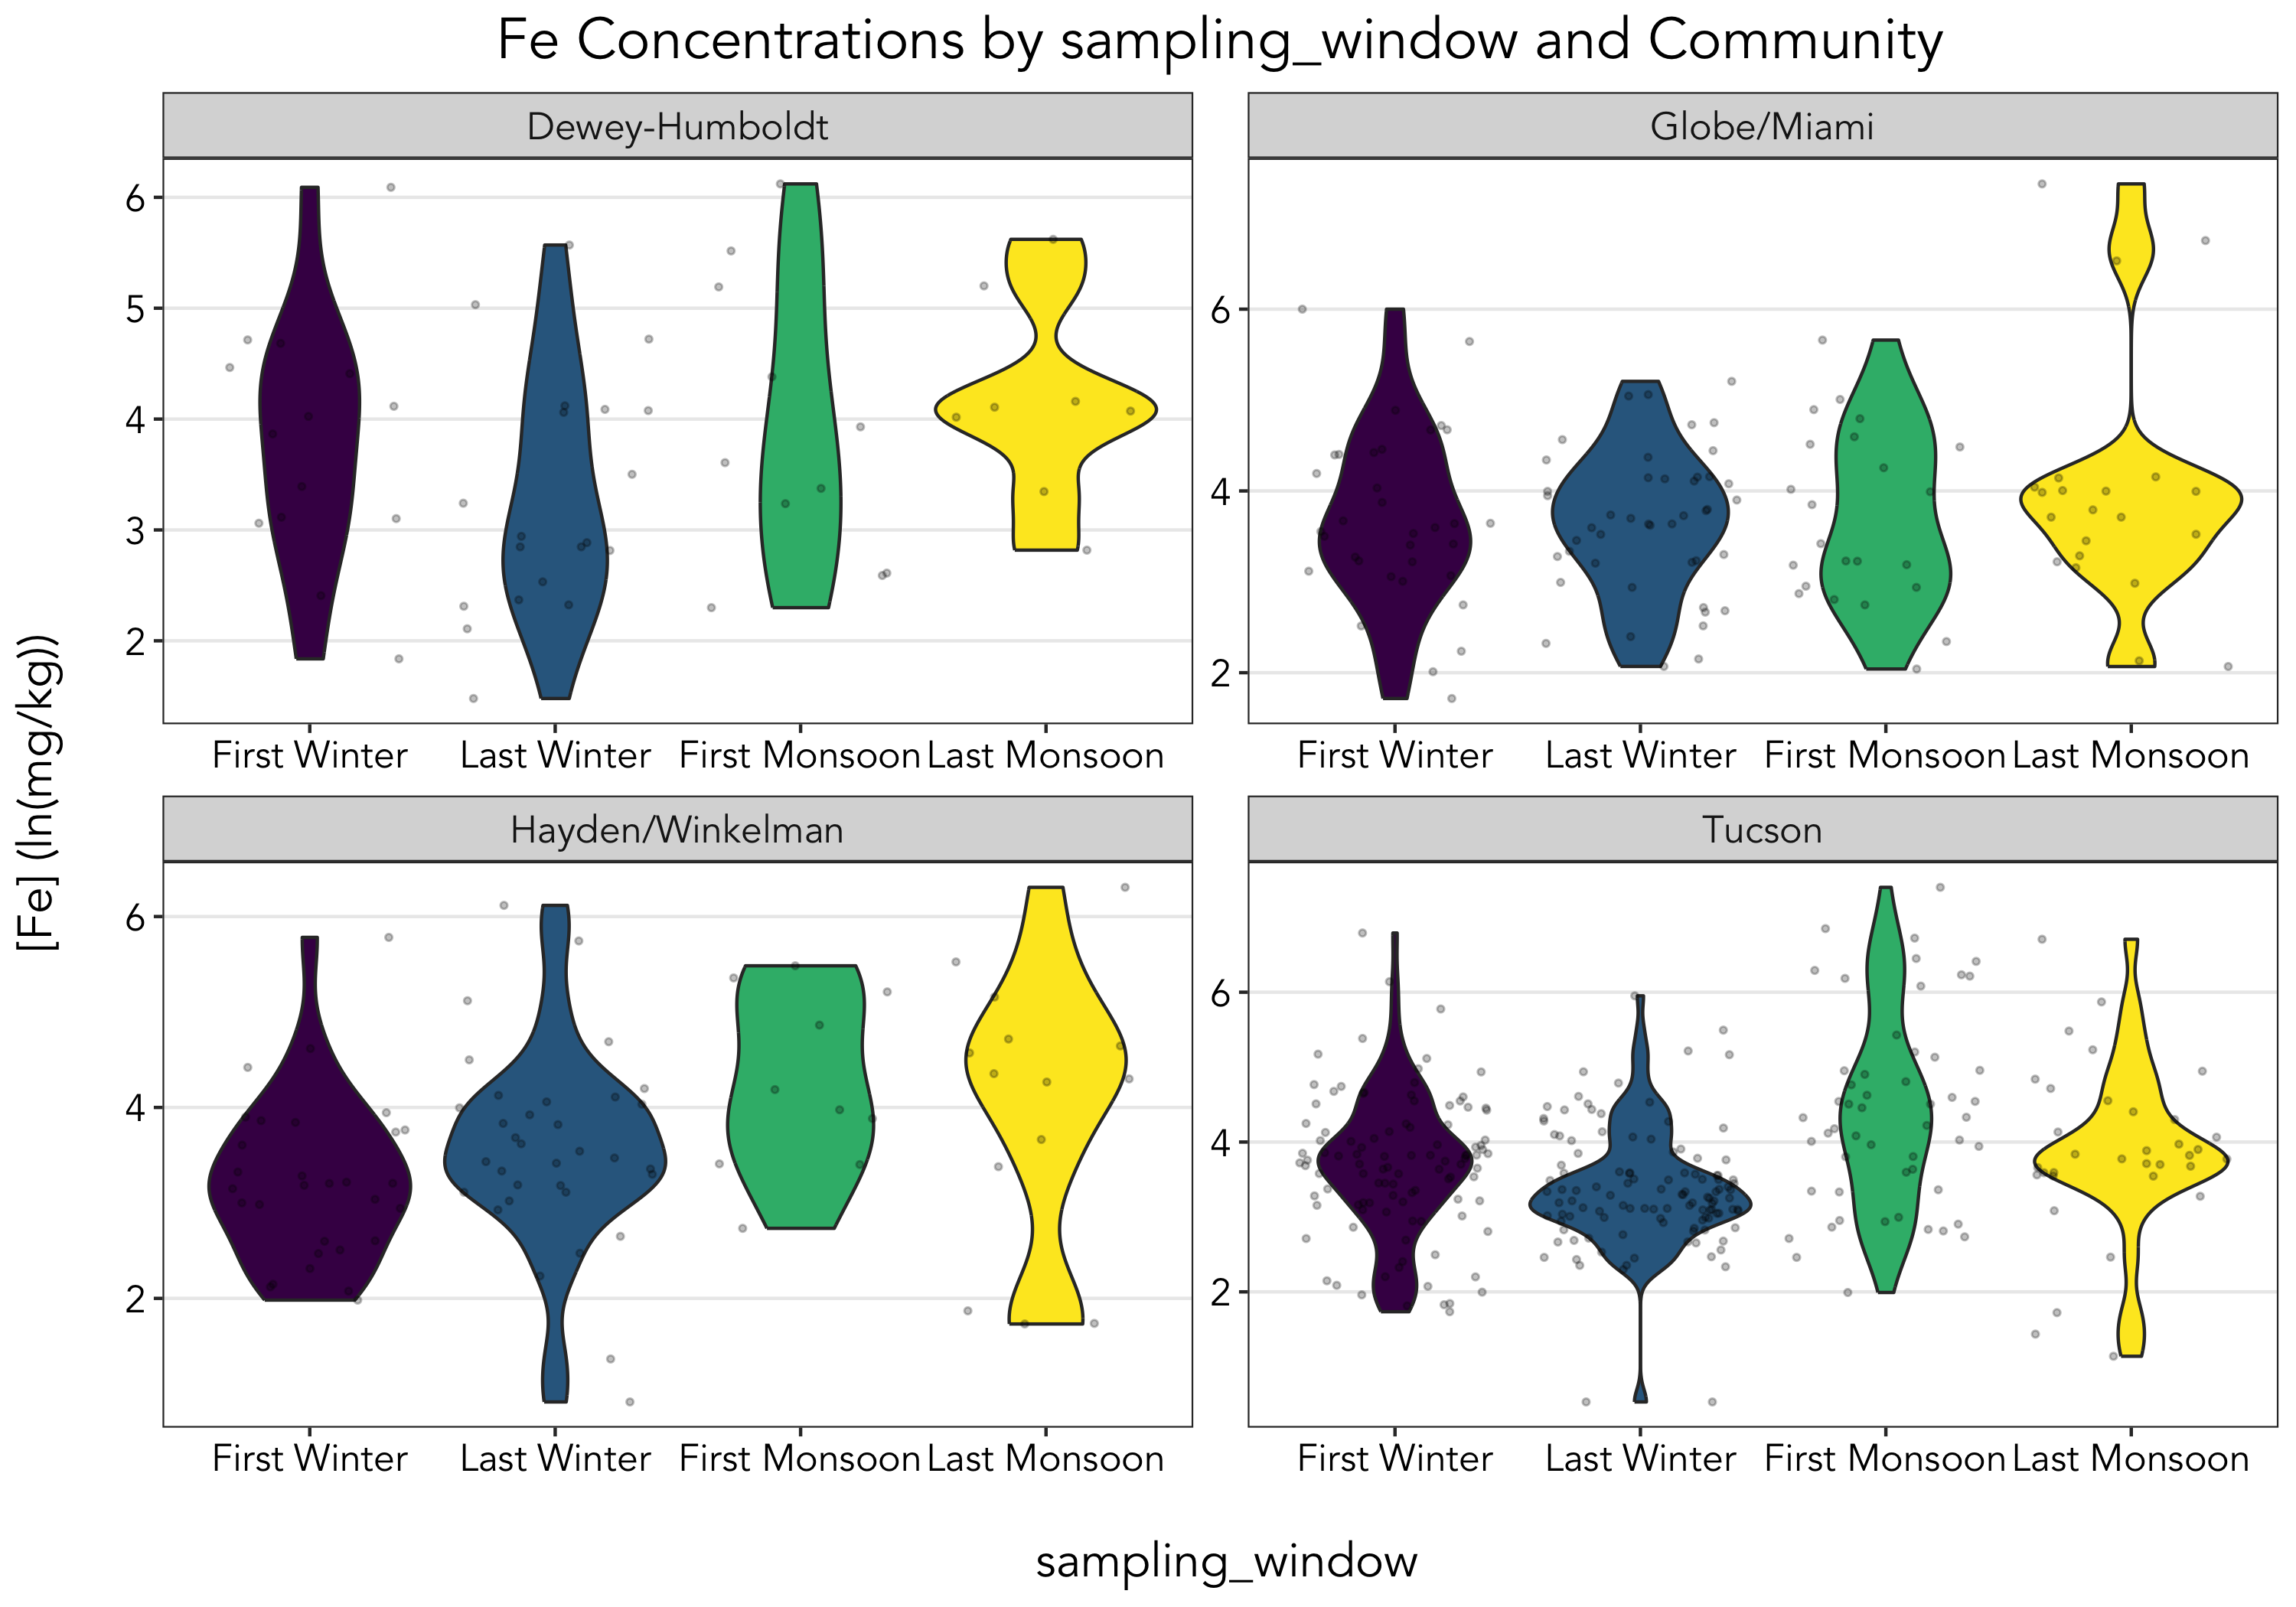 Fe Concentrations by sampling_window and Community
Dewey-Humboldt
Globe/Miami
6
5
4
3
2
6
4
2
First Winter Last Winter First Monsoon Last Monsoon
First Winter Last Winter First Monsoon Last Monsoon
[Fe] (ln(mg/kg))
Hayden/Winkelman
Tucson
6
4
2
6
4
2
First Winter Last Winter First Monsoon Last Monsoon
First Winter Last Winter First Monsoon Last Monsoon
sampling_window